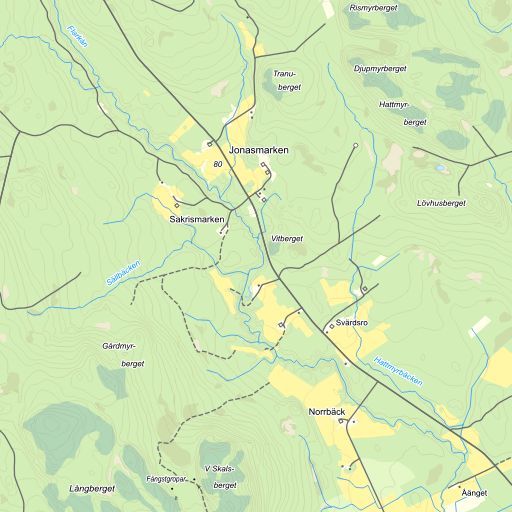 Rismyrberget
Flarkån
Djupmyrberget
Tranu-
berget
Hattmyr-
berget
Jonasmarken
80
Lövhusberget
Sakrismarken
Vitberget
Sällbäcken
Svärdsro
Gårdmyr-
berget
Hattmyrbäcken
Norrbäck
V Skals-
berget
Fångstgropar
Långberget
Äänget